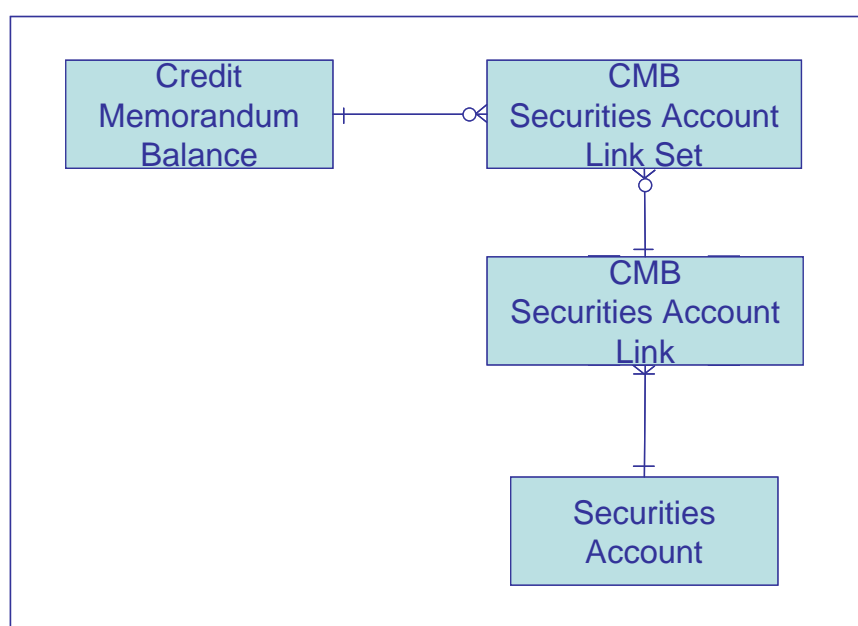 Credit
Memorandum
Balance
CMB
Securities Account
Link Set
CMB
Securities Account
Link
Securities
Account